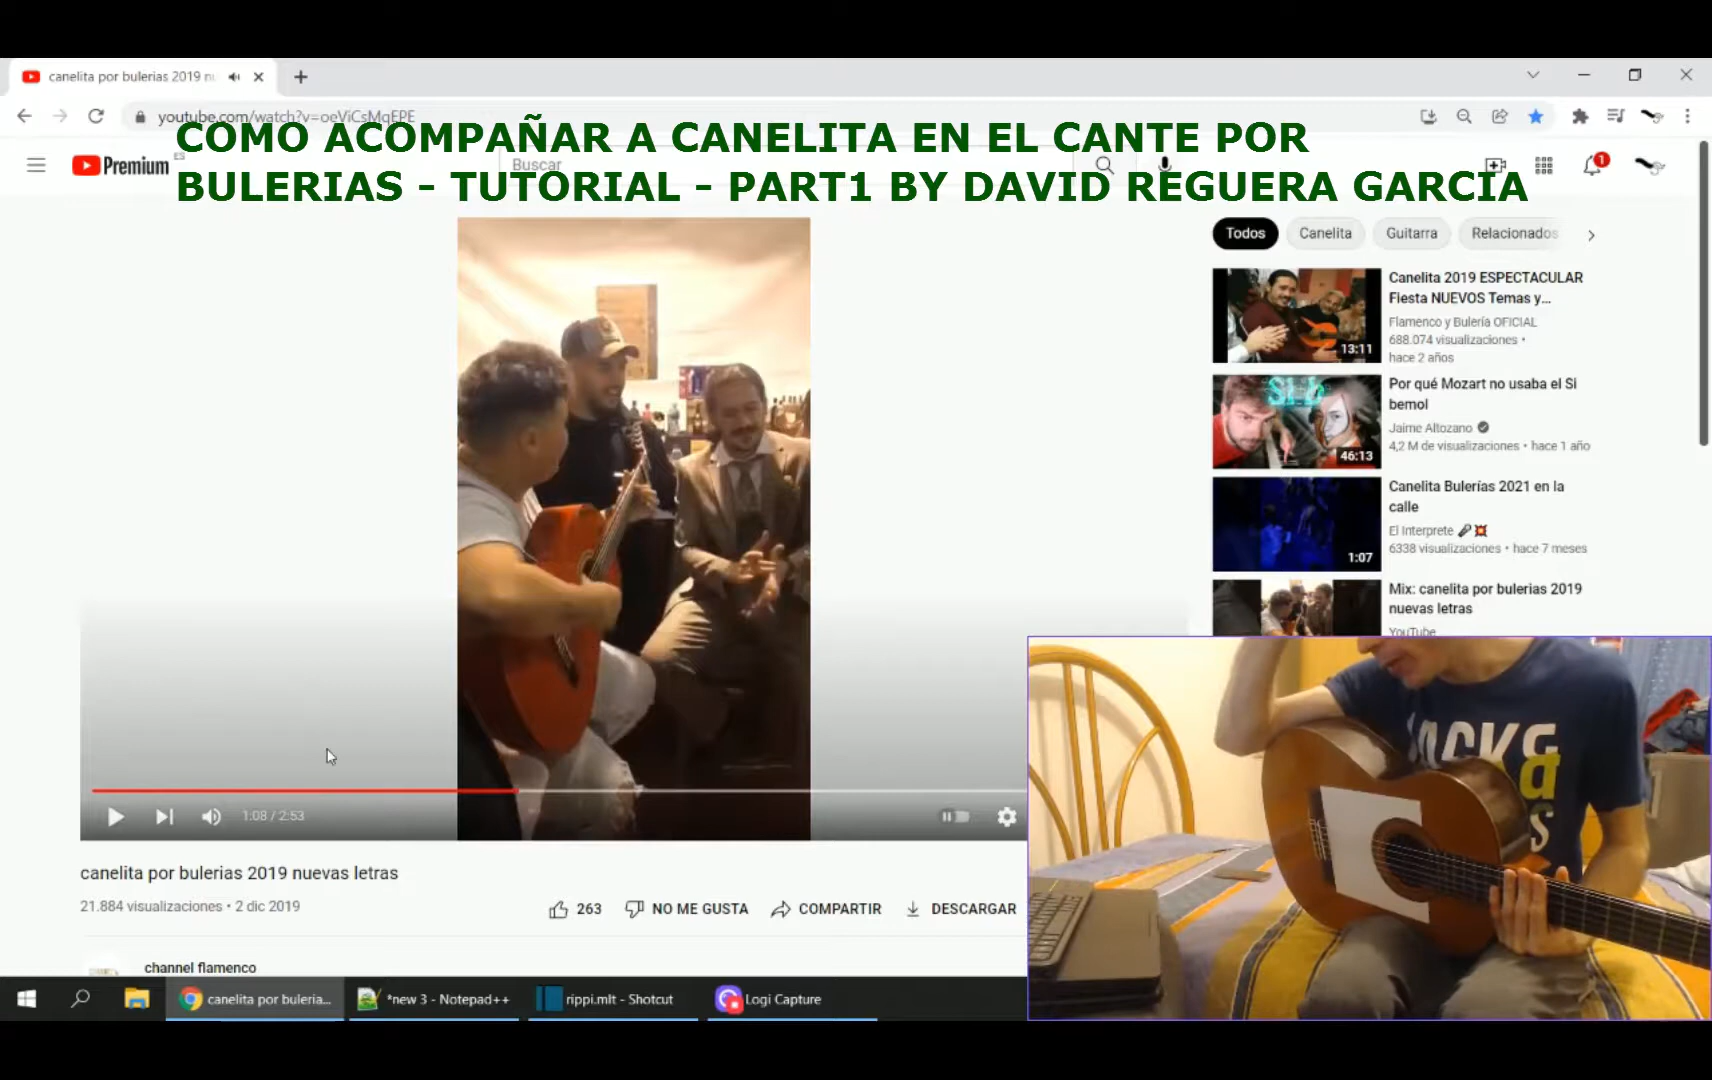 canelita por bulerias 2019 nu
youtube.com/watch?v=oeViCsMqEPE
COMO ACOMPAÑAR A CANELITA EN EL CANTE POR
BULERIAS - TUTORIAL - PART1 BY DAVID REGUERA GARCIA
Premium
ES
Buscar
1
Todos
Canelita
Guitarra
Relacionados
Canelita 2019 ESPECTACULAR
Fiesta NUEVOS Temas y...
Flamenco y Bulería OFICIAL
688.074 visualizaciones •
hace 2 años
13:11
Por qué Mozart no usaba el Si
bemol
Jaime Altozano
4,2 M de visualizaciones • hace 1 año
46:13
Canelita Bulerías 2021 en la
calle
El Interprete
6338 visualizaciones • hace 7 meses
1:07
Mix: canelita por bulerias 2019
nuevas letras
YouTube
1:08 / 2:53
canelita por bulerias 2019 nuevas letras
21.884 visualizaciones • 2 dic 2019
263
NO ME GUSTA
COMPARTIR
DESCARGAR
channel flamenco
canelita por buleria...
*new 3 - Notepad++
rippi.mlt - Shotcut
Logi Capture